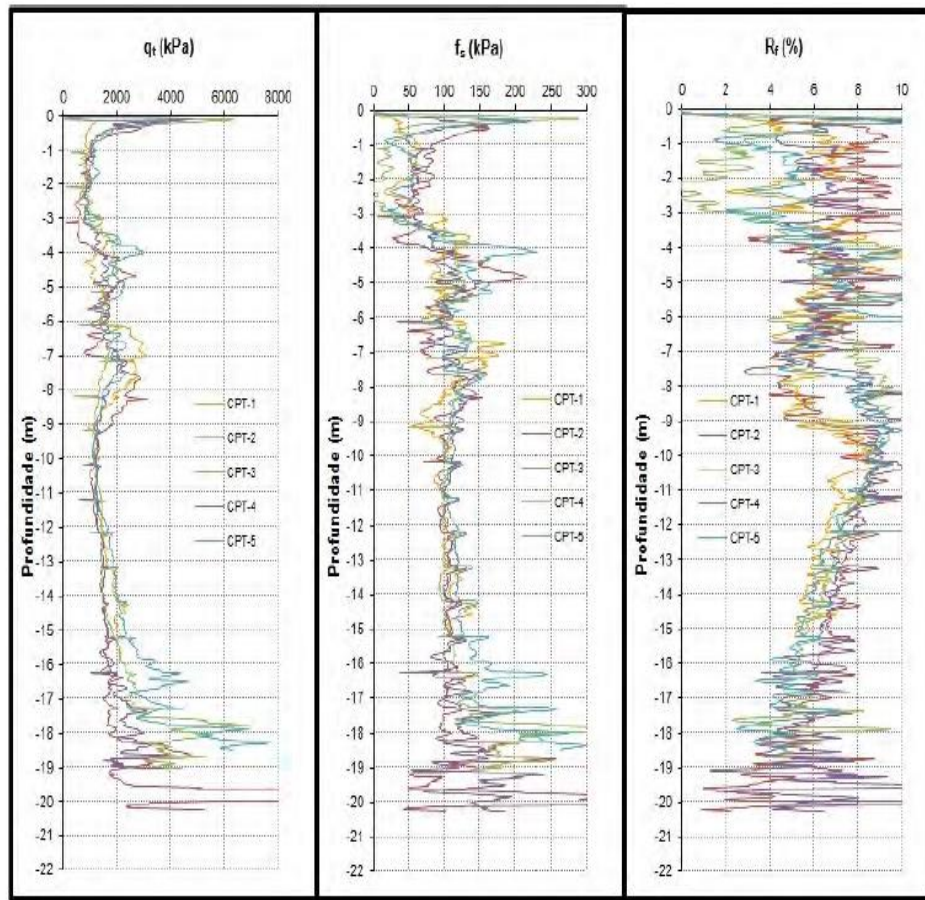 qt (kPa)
0 2000 4000 6000 8000
0
-1
-2
-3
-4
-5
-6
-7
-8
-9
-10
-11
-12
-13
-14
-15
-16
-17
-18
-19
-20
-21
-22
Profundidade (m)
CPT-1
CPT-2
CPT-3
CPT-4
CPT-5
fs (kPa)
0 50 100 150 200 250 300
0
-1
-2
-3
-4
-5
-6
-7
-8
-9
-10
-11
-12
-13
-14
-15
-16
-17
-18
-19
-20
-21
-22
Profundidade (m)
CPT-1
CPT-2
CPT-3
CPT-4
CPT-5
Rf (%)
0 2 4 6 8 10
0
-1
-2
-3
-4
-5
-6
-7
-8
-9
-10
-11
-12
-13
-14
-15
-16
-17
-18
-19
-20
-21
-22
Profundidade (m)
CPT-1
CPT-2
CPT-3
CPT-4
CPT-5